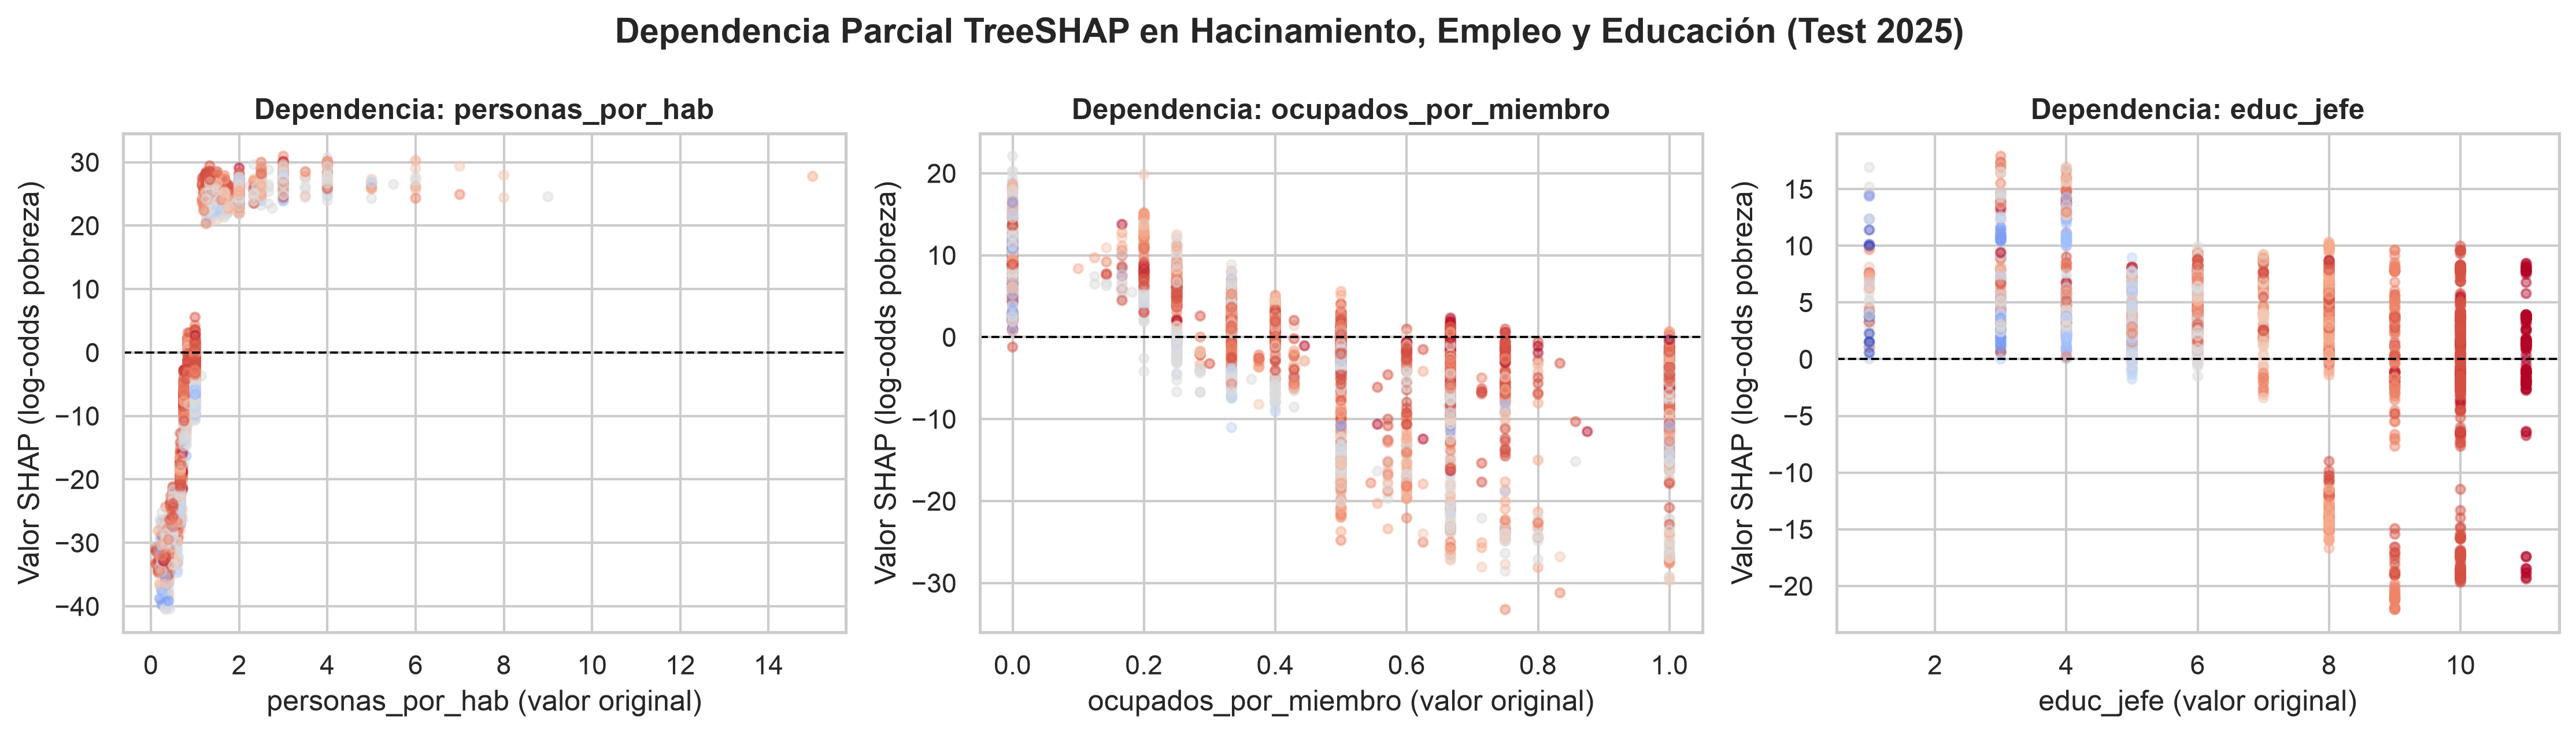 Dependencia Parcial TreeSHAP en Hacinamiento, Empleo y Educación (Test 2025)
Dependencia: personas_por_hab
Valor SHAP (log-odds pobreza)
30
20
10
0
−10
−20
−30
−40
0 2 4 6 8 10 12 14
personas_por_hab (valor original)
Dependencia: ocupados_por_miembro
Valor SHAP (log-odds pobreza)
20
10
0
−10
−20
−30
0.0 0.2 0.4 0.6 0.8 1.0
ocupados_por_miembro (valor original)
Dependencia: educ_jefe
Valor SHAP (log-odds pobreza)
15
10
5
0
−5
−10
−15
−20
2 4 6 8 10
educ_jefe (valor original)